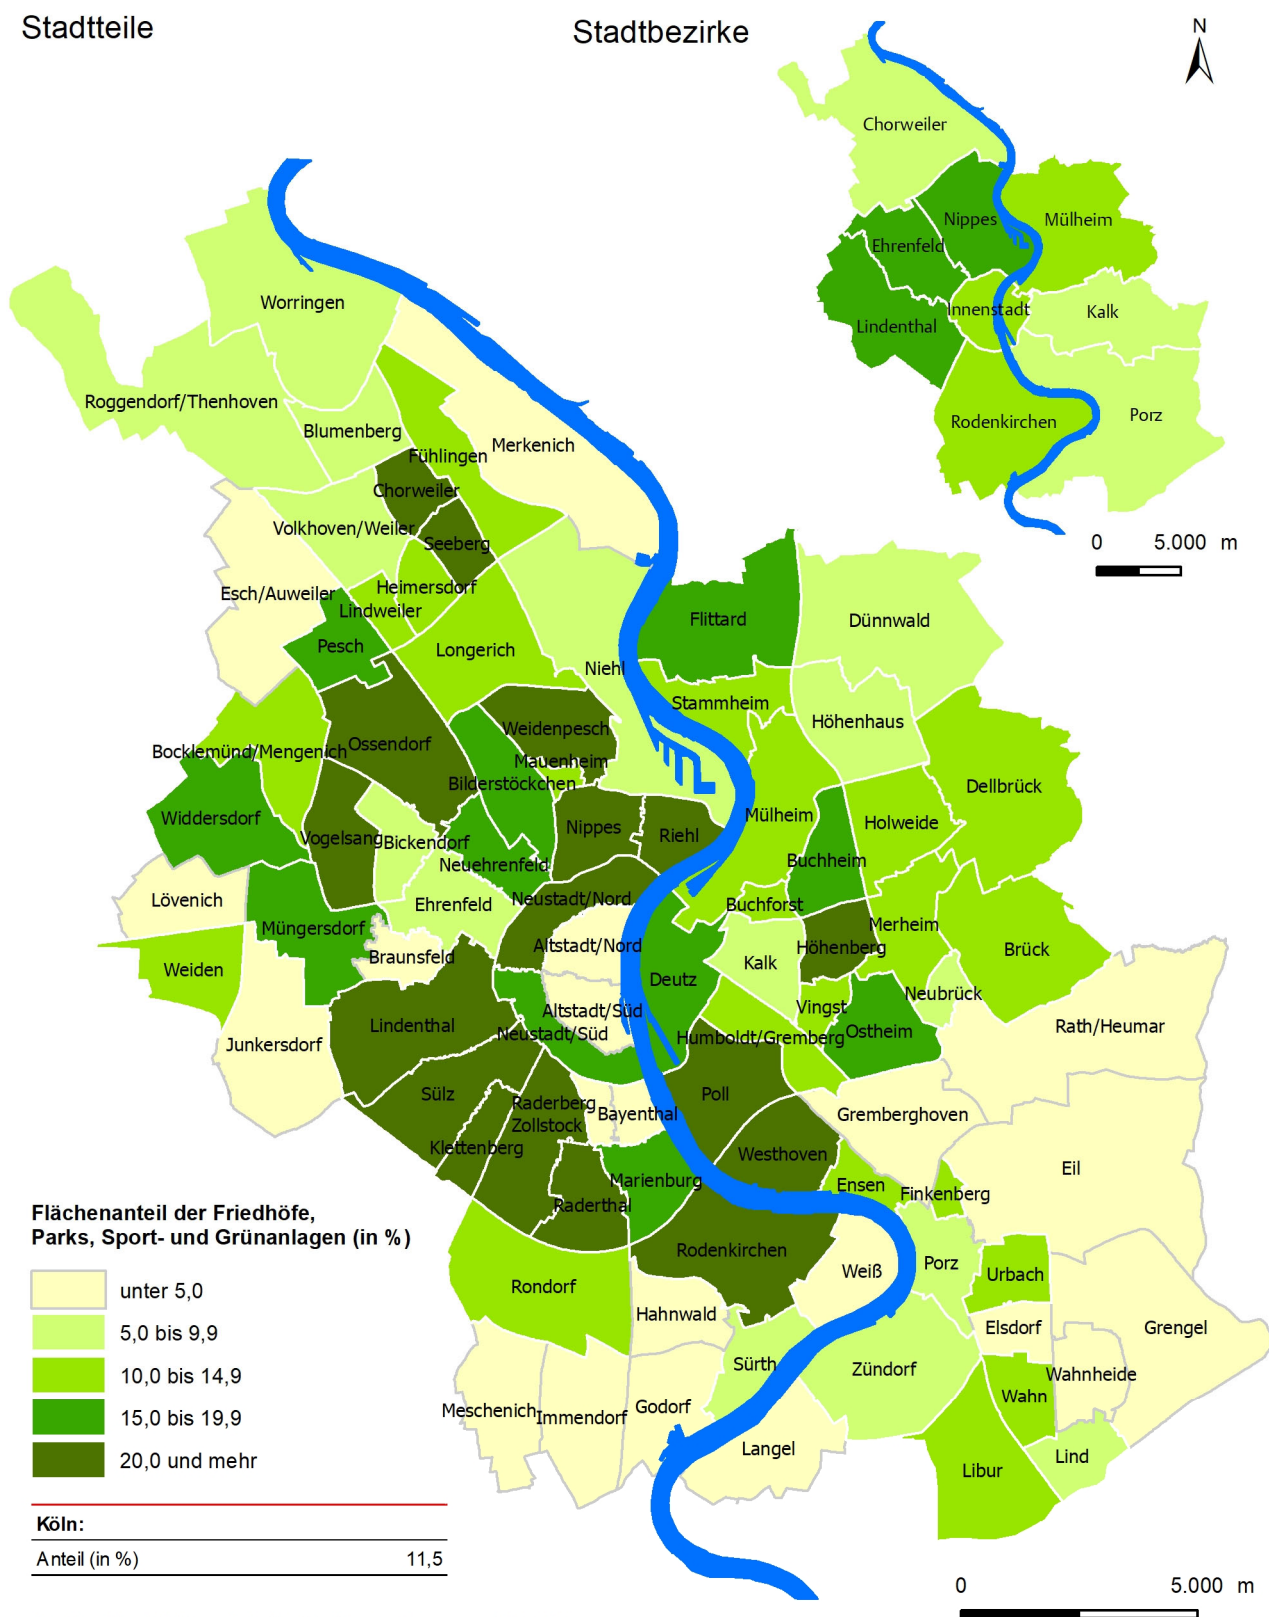 Stadtteile
Stadtbezirke
N
Chorweiler
Nippes
Mülheim
Ehrenfeld
Innenstadt
Kalk
Lindenthal
Rodenkirchen
Porz
0 5.000 m
Worringen
Roggendorf/Thenhoven
Blumenberg
Merkenich
Fühlingen
Chorweiler
Volkhoven/Weiler
Seeberg
Heimersdorf
Esch/Auweiler
Lindweiler
Pesch
Longerich
Niehl
Flittard
Dünnwald
Stammheim
Höhenhaus
Weidenpesch
Ossendorf
Bocklemünd/Mengenich
Mauenheim
Bilderstöckchen
Dellbrück
Widdersdorf
Mülheim
Holweide
Nippes
Riehl
Vogelsang
Bickendorf
Neuehrenfeld
Buchheim
Lövenich
Neustadt/Nord
Ehrenfeld
Buchforst
Müngersdorf
Merheim
Altstadt/Nord
Höhenberg
Brück
Braunsfeld
Kalk
Weiden
Deutz
Neubrück
Vingst
Altstadt/Süd
Lindenthal
Neustadt/Süd
Ostheim
Rath/Heumar
Humboldt/Gremberg
Junkersdorf
Sülz
Poll
Raderberg
Bayenthal
Gremberghoven
Zollstock
Klettenberg
Westhoven
Eil
Marienburg
Ensen
Finkenberg
Raderthal
Rodenkirchen
Porz
Weiß
Urbach
Rondorf
Hahnwald
Elsdorf
Grengel
Sürth
Zündorf
Wahnheide
Wahn
Godorf
Meschenich
Immendorf
Langel
Lind
Libur
Flächenanteil der Friedhöfe,
Parks, Sport- und Grünanlagen (in %)
unter 5,0
5,0 bis 9,9
10,0 bis 14,9
15,0 bis 19,9
20,0 und mehr
Köln:
Anteil (in %) 11,5
0 5.000 m